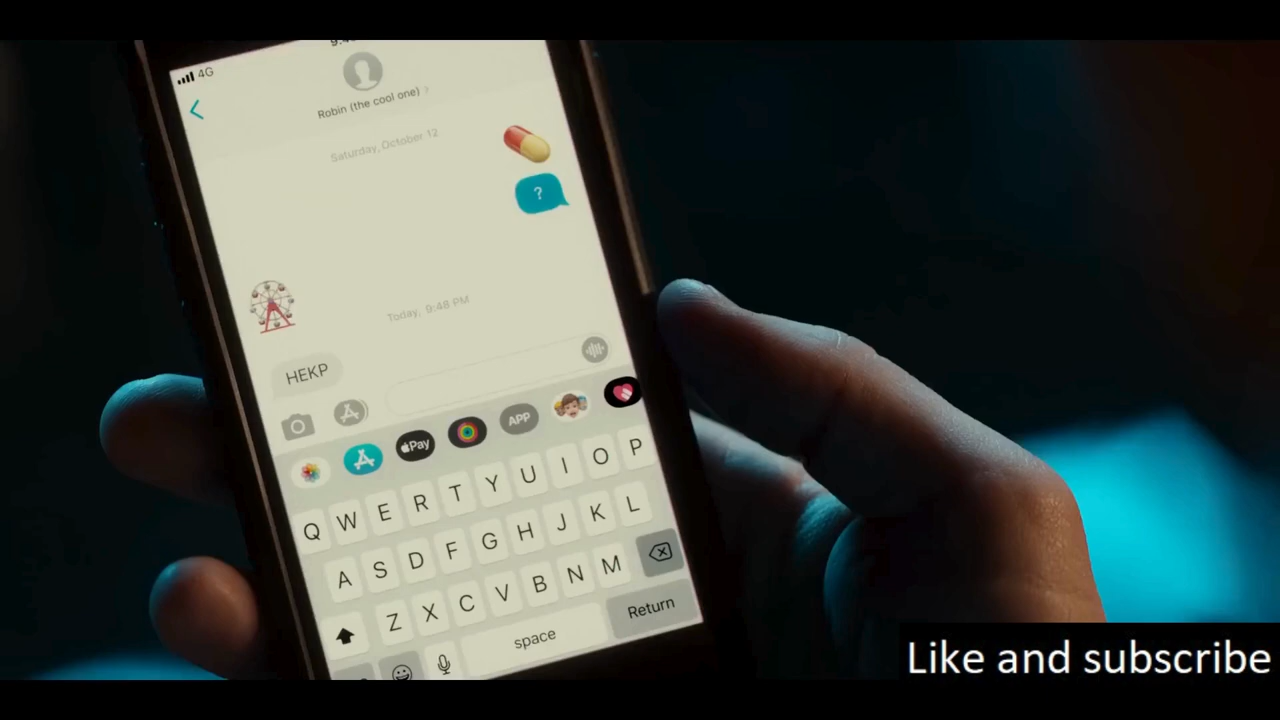 4G
Robin (the cool one) >
Saturday, October 12
?
Today, 9:48 PM
HEKP
Pay
APP
Q W E R T Y U I O P
A S D F G H J K L
Z X C V B N M
space
Return
Like and subscribe